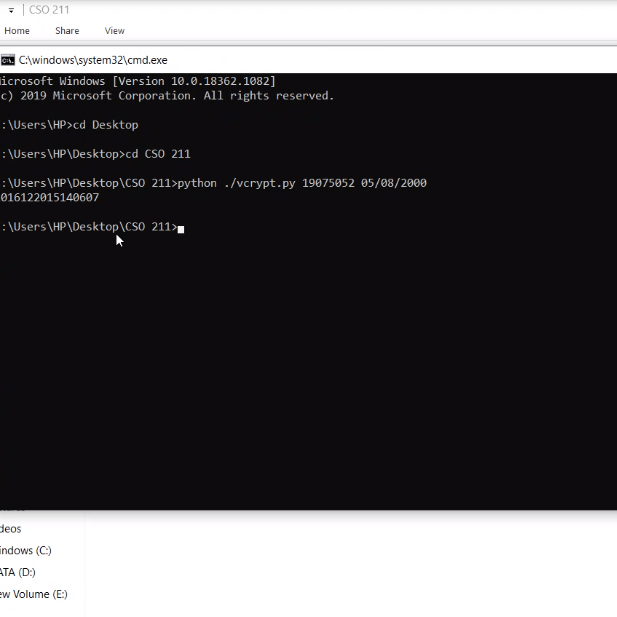 CSO 211
Home Share View
C:\windows\system32\cmd.exe
icrosoft Windows [Version 10.0.18362.1082]
c) 2019 Microsoft Corporation. All rights reserved.
:\Users\HP>cd Desktop
:\Users\HP\Desktop>cd CSO 211
:\Users\HP\Desktop\CSO 211>python ./vcrypt.py 19075052 05/08/2000
016122015140607
:\Users\HP\Desktop\CSO 211>
deos
indows (C:)
ATA (D:)
ew Volume (E:)